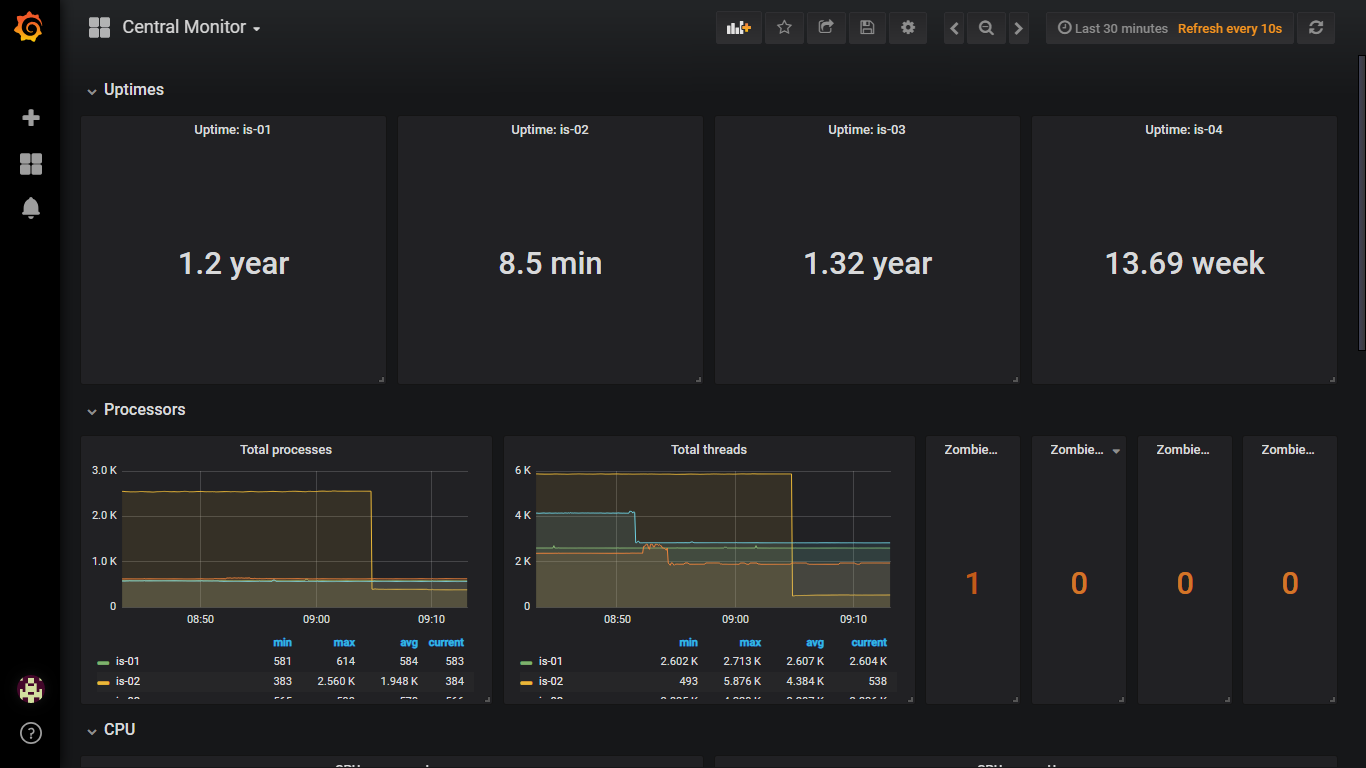 Central Monitor
Last 30 minutes Refresh every 10s
Uptimes
Uptime: is-01
Uptime: is-02
Uptime: is-03
Uptime: is-04
1.2 year
8.5 min
1.32 year
13.69 week
Processors
Total processes
3.0 K
2.0 K
1.0 K
0
08:50 09:00 09:10
min max avg current
is-01 581 614 584 583
is-02 383 2.560 K 1.948 K 384
Total threads
6 K
4 K
2 K
0
08:50 09:00 09:10
min max avg current
is-01 2.602 K 2.713 K 2.607 K 2.604 K
is-02 493 5.876 K 4.384 K 538
Zombie...
Zombie...
Zombie...
Zombie...
1
0
0
0
CPU
?